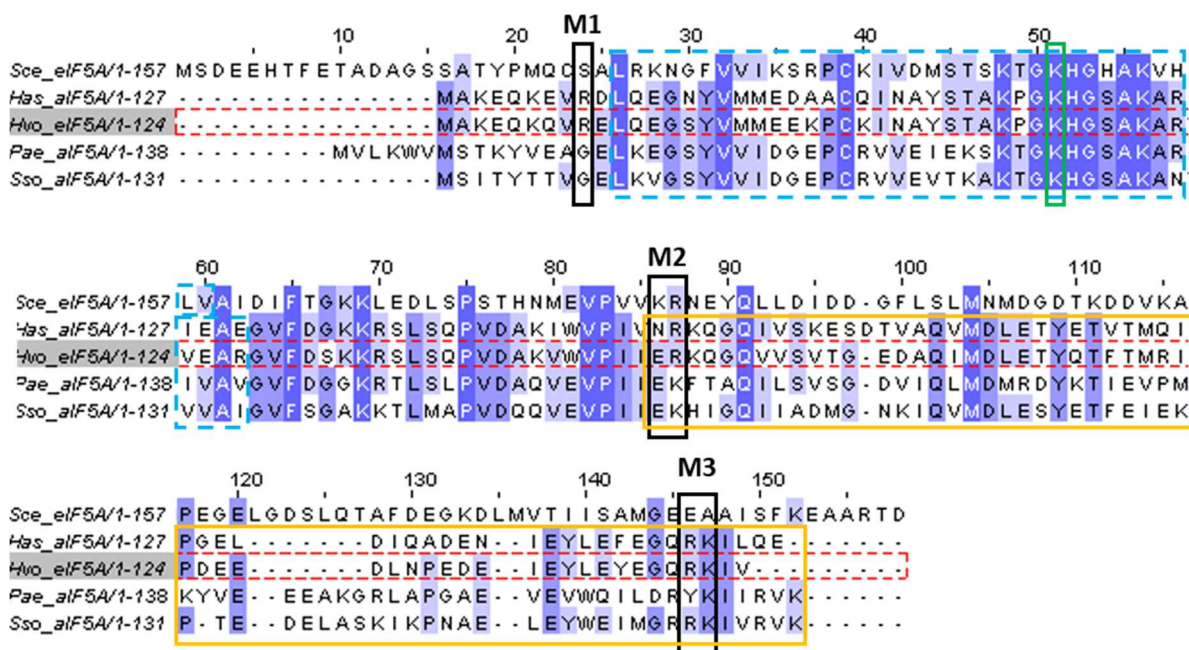 M1
10 20 30 40 50
Sce_eIF5A/1-157 MSDEEHTFETADAGSSATYPMQCSALRKNGFVVIKSRPCKIVDMSTSKTGKHGHAKVH
Has_aIF5A/1-127 ---------------MAKEQKEVRDLQEGNYVMMEDAACQINAYSTAKPGKHGSAKAR
Hvo_eIF5A/1-124 ---------------MAKEQKQVRELQEGSYVMMEEKPCKINAYSTAKPGKHGSAKAR
Pae_aIF5A/1-138 ---------MVLKWVMSTKYVEAGELKEGSYVVIDGEPCRVVEIEKSKTGKHGSAKAR
Sso_aIF5A/1-131 ---------------MSITYTTVGELKVGSYVVIDGEPCRVVEVTKAKTGKHGSAKAN
M2
60 70 80 90 100 110
Sce_eIF5A/1-157 LVAIDIFTGKKLEDLSPSTHNMEVPVVKRNEYQLLDIDD-GFLSLMNMDGDTKDDVKA
Has_aIF5A/1-127 IEAEGVFDGKKRSLSQPVDAKIWVPIVNRKQGQIVSKESDTVAQVMDLETYETVTMQI
Hvo_eIF5A/1-124 VEARGVFDSKKRSLSQPVDAKVWVPIIERKQGQVVSVTG-EDAQIMDLETYQTFTMRI
Pae_aIF5A/1-138 IVAVGVFDGGKRTLSLPVDAQVEVPIIEKFTAQILSVSG-DVIQLMDMRDYKTIEVPM
Sso_aIF5A/1-131 VVAIGVFSGAKKTLMAPVDQQVEVPIIEKHIGQIIADMG-NKIQVMDLESYETFEIEK
M3
120 130 140 150
Sce_eIF5A/1-157 PEGELGDSLQTAFDEGKDLMVTIISAMGEEAAISFKEAARTD
Has_aIF5A/1-127 PGEL-------DIQADEN--IEYLEFEGQRKILQE-------
Hvo_eIF5A/1-124 PDEE-------DLNPEDE--IEYLEYEGQRKIV---------
Pae_aIF5A/1-138 KYVE--EEAKGRLAPGAE--VEVWQILDRYKIIRVK------
Sso_aIF5A/1-131 P-TE--DELASKIKPNAE--LEYWEIMGRRKIVRVK------